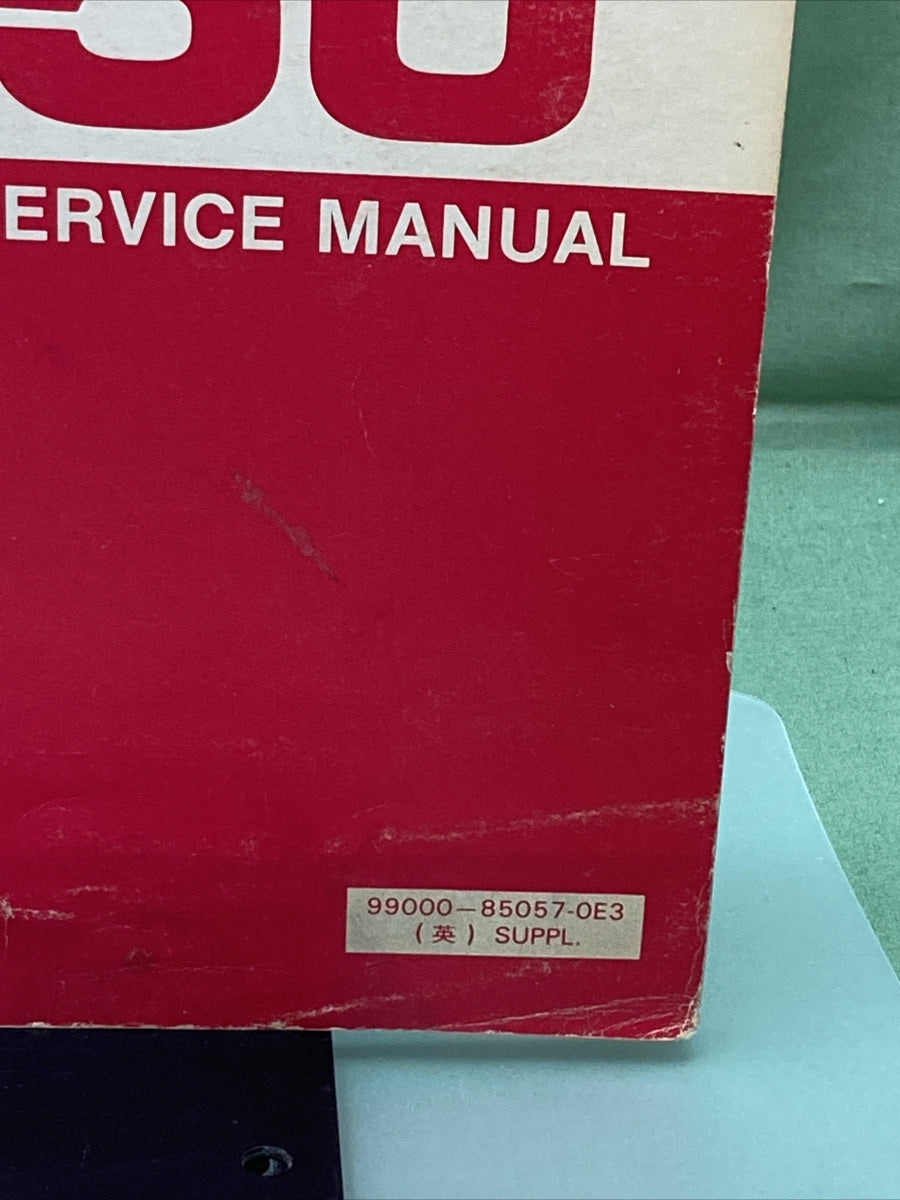 ERVICE MANUAL
99000-85057-0E3
(英) SUPPL.